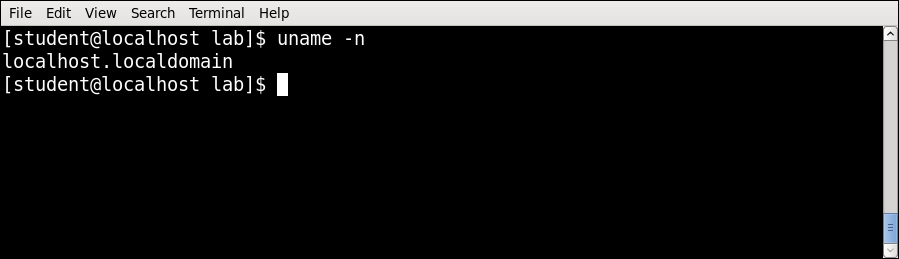 File Edit View Search Terminal Help
[student@localhost lab]$ uname -n
localhost.localdomain
[student@localhost lab]$